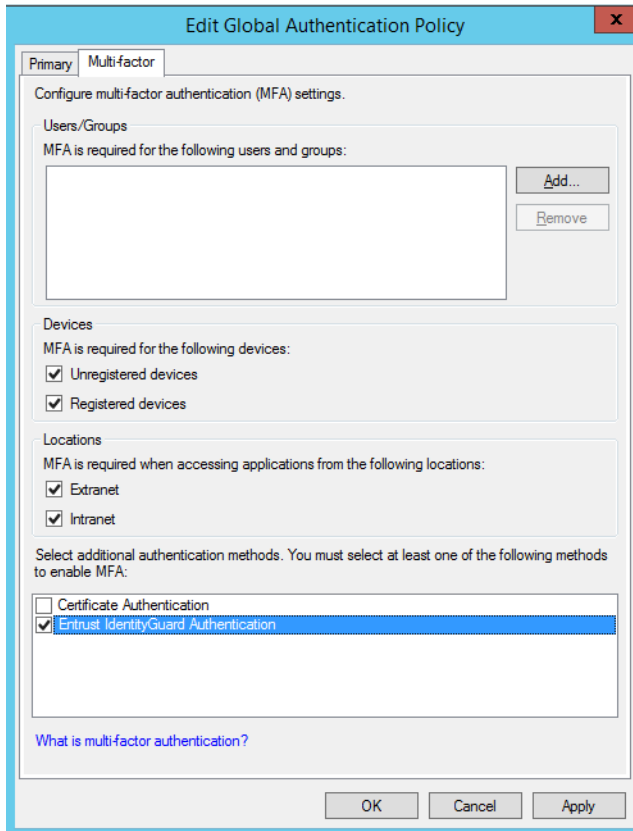 Edit Global Authentication Policy
x
Primary
Multi-factor
Configure multi-factor authentication (MFA) settings.
Users/Groups
MFA is required for the following users and groups:
Add...
Remove
Devices
MFA is required for the following devices:
Unregistered devices
Registered devices
Locations
MFA is required when accessing applications from the following locations:
Extranet
Intranet
Select additional authentication methods. You must select at least one of the following methods
to enable MFA:
Certificate Authentication
Entrust IdentityGuard Authentication
What is multi-factor authentication?
OK
Cancel
Apply